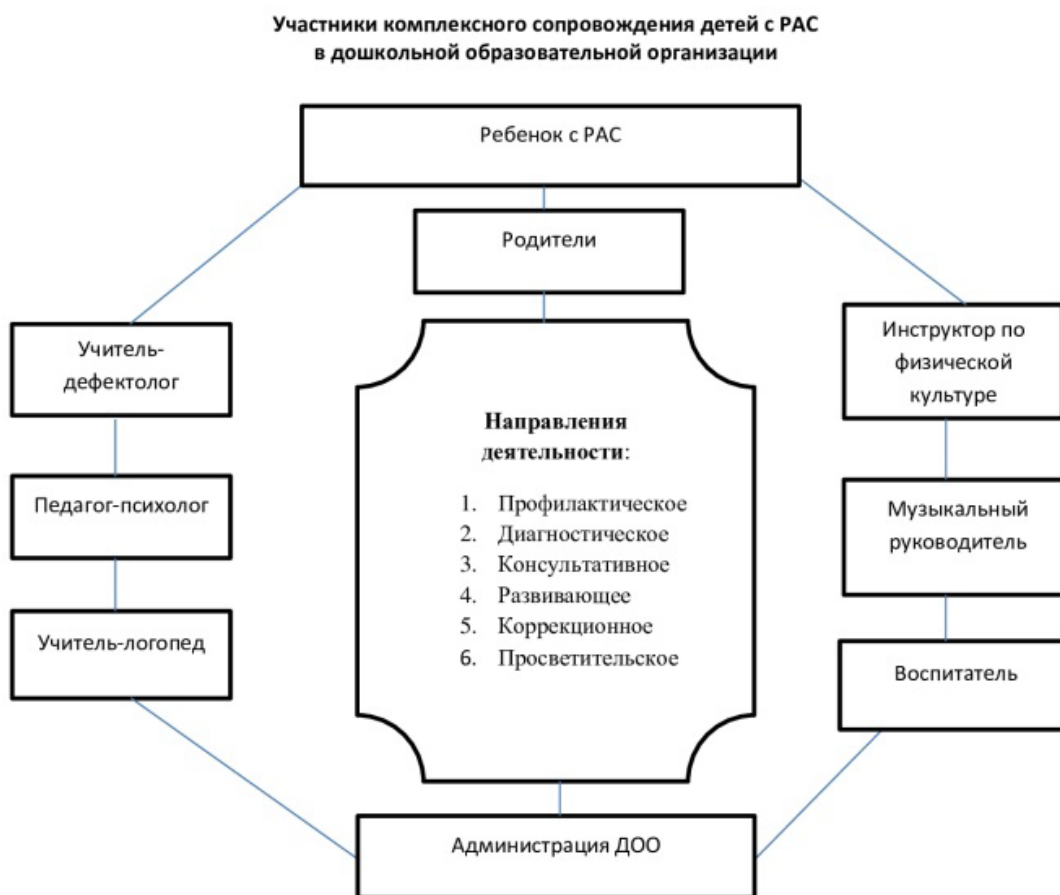 Участники комплексного сопровождения детей с РАС
в дошкольной образовательной организации
Ребенок с РАС
Родители
Учитель-
дефектолог
Инструктор по
физической
культуре
Направления
деятельности:
1. Профилактическое
2. Диагностическое
3. Консультативное
4. Развивающее
5. Коррекционное
6. Просветительское
Педагог-психолог
Музыкальный
руководитель
Учитель-логопед
Воспитатель
Администрация ДОО